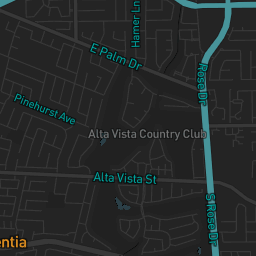 Hamer Ln
E Palm Dr
Rose Dr
Pinehurst Ave
Alta Vista Country Club
Alta Vista St
S Rose Dr
entia